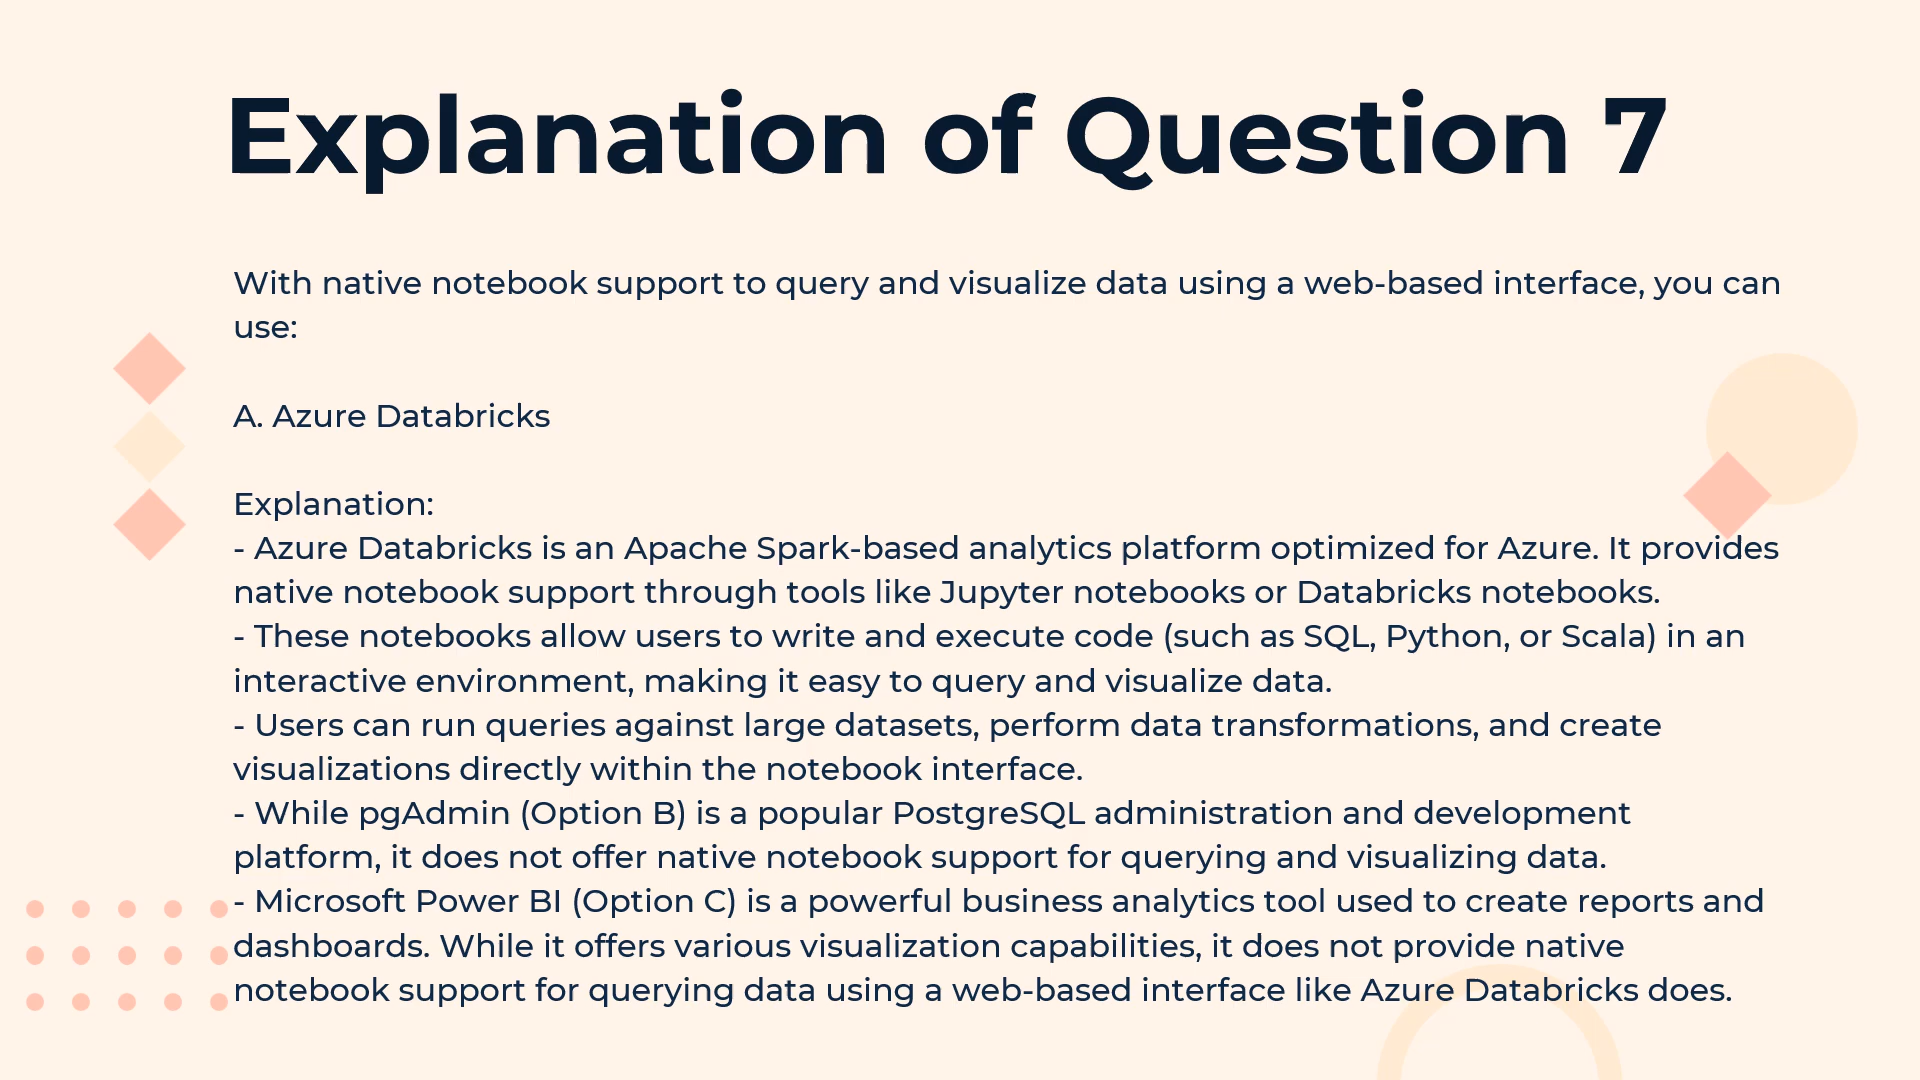 Explanation of Question 7
With native notebook support to query and visualize data using a web-based interface, you can
use:
A. Azure Databricks
Explanation:
- Azure Databricks is an Apache Spark-based analytics platform optimized for Azure. It provides
native notebook support through tools like Jupyter notebooks or Databricks notebooks.
- These notebooks allow users to write and execute code (such as SQL, Python, or Scala) in an
interactive environment, making it easy to query and visualize data.
- Users can run queries against large datasets, perform data transformations, and create
visualizations directly within the notebook interface.
- While pgAdmin (Option B) is a popular PostgreSQL administration and development
platform, it does not offer native notebook support for querying and visualizing data.
- Microsoft Power BI (Option C) is a powerful business analytics tool used to create reports and
dashboards. While it offers various visualization capabilities, it does not provide native
notebook support for querying data using a web-based interface like Azure Databricks does.